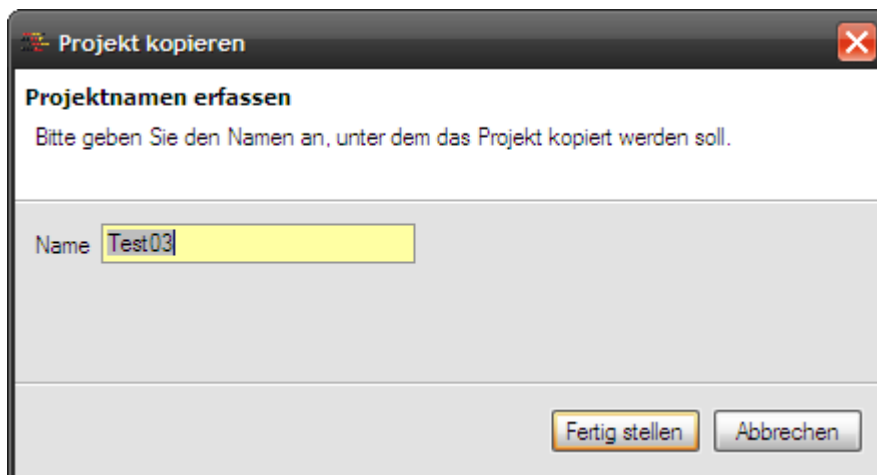 Projekt kopieren
Projektnamen erfassen
Bitte geben Sie den Namen an, unter dem das Projekt kopiert werden soll.
Name Test03
Fertig stellen Abbrechen